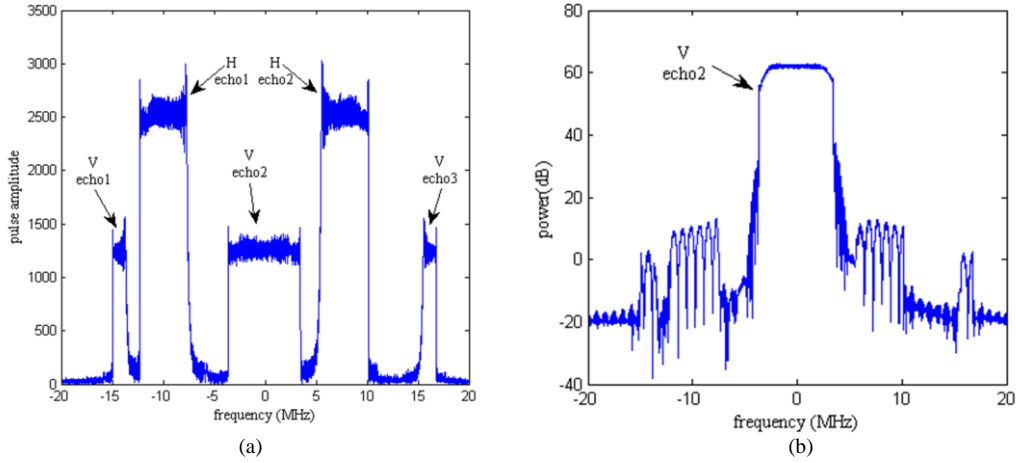 3500
3000
2500
2000
1500
1000
500
0
pulse amplitude
H
echo1
H
echo2
V
echo1
V
echo2
V
echo3
-20
-15
-10
-5
0
5
10
15
20
frequency (MHz)
(a)
80
60
40
20
0
-20
-40
power(dB)
V
echo2
-20
-10
0
10
20
frequency (MHz)
(b)